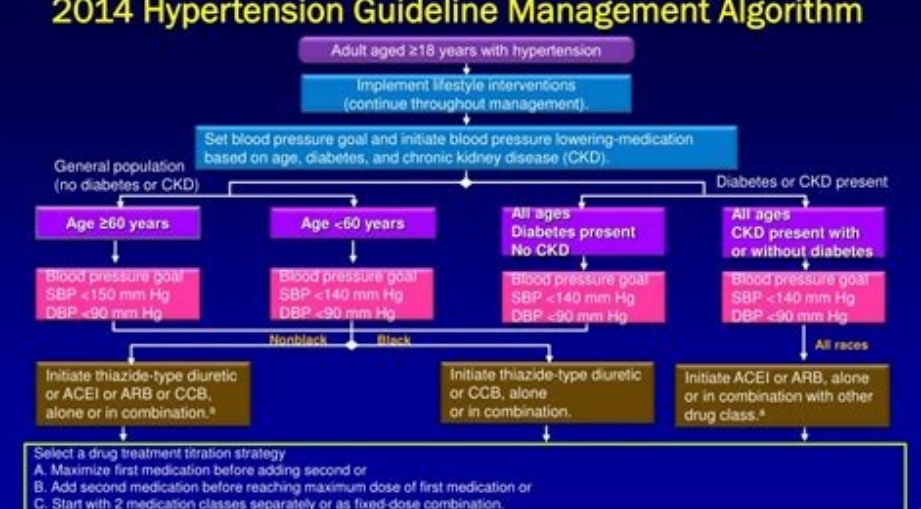 2014 Hypertension Guideline Management Algorithm
Adult aged ≥18 years with hypertension
Implement lifestyle interventions
(continue throughout management).
Set blood pressure goal and initiate blood pressure lowering-medication
based on age, diabetes, and chronic kidney disease (CKD).
General population
(no diabetes or CKD)
Diabetes or CKD present
Age ≥60 years
Age <60 years
All ages
Diabetes present
No CKD
All ages
CKD present with
or without diabetes
Blood pressure goal
SBP <150 mm Hg
DBP <90 mm Hg
Blood pressure goal
SBP <140 mm Hg
DBP <90 mm Hg
Blood pressure goal
SBP <140 mm Hg
DBP <90 mm Hg
Blood pressure goal
SBP <140 mm Hg
DBP <90 mm Hg
Nonblack
Black
All races
Initiate thiazide-type diuretic
or ACEI or ARB or CCB,
alone or in combination.ª
Initiate thiazide-type diuretic
or CCB, alone
or in combination.
Initiate ACEI or ARB, alone
or in combination with other
drug class.ª
Select a drug treatment titration strategy
A. Maximize first medication before adding second or
B. Add second medication before reaching maximum dose of first medication or
C. Start with 2 medication classes separately or as fixed-dose combination.